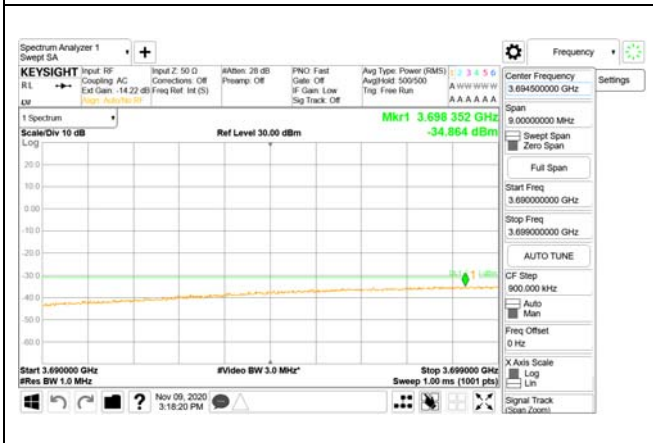 Spectrum Analyzer 1
Swept SA
Frequency
KEYSIGHT
RL
Input: RF
Coupling: AC
Ext Gain: -14.22 dB
Align: Auto/No RF
Input Z: 50 Ω
Corrections: Off
Freq Ref: Int (S)
#Atten: 28 dB
Preamp: Off
PNO: Fast
Gate: Off
IF Gain: Low
Sig Track: Off
Avg Type: Power (RMS)
Avg|Hold: 500/500
Trig: Free Run
1 2 3 4 5 6
A W W W W W
A A A A A A
1 Spectrum
Scale/Div 10 dB
Ref Level 30.00 dBm
Mkr1 3.698 352 GHz
-34.864 dBm
Log
20.0
10.0
0.00
-10.0
-20.0
-30.0
-40.0
-50.0
-60.0
1
Start 3.690000 GHz
#Res BW 1.0 MHz
#Video BW 3.0 MHz*
Stop 3.699000 GHz
Sweep 1.00 ms (1001 pts)
Nov 09, 2020
3:18:20 PM
Center Frequency
3.694500000 GHz
Settings
Span
9.00000000 MHz
Swept Span
Zero Span
Full Span
Start Freq
3.690000000 GHz
Stop Freq
3.699000000 GHz
AUTO TUNE
CF Step
900.000 kHz
Auto
Man
Freq Offset
0 Hz
X Axis Scale
Log
Lin
Signal Track
(Span Zoom)